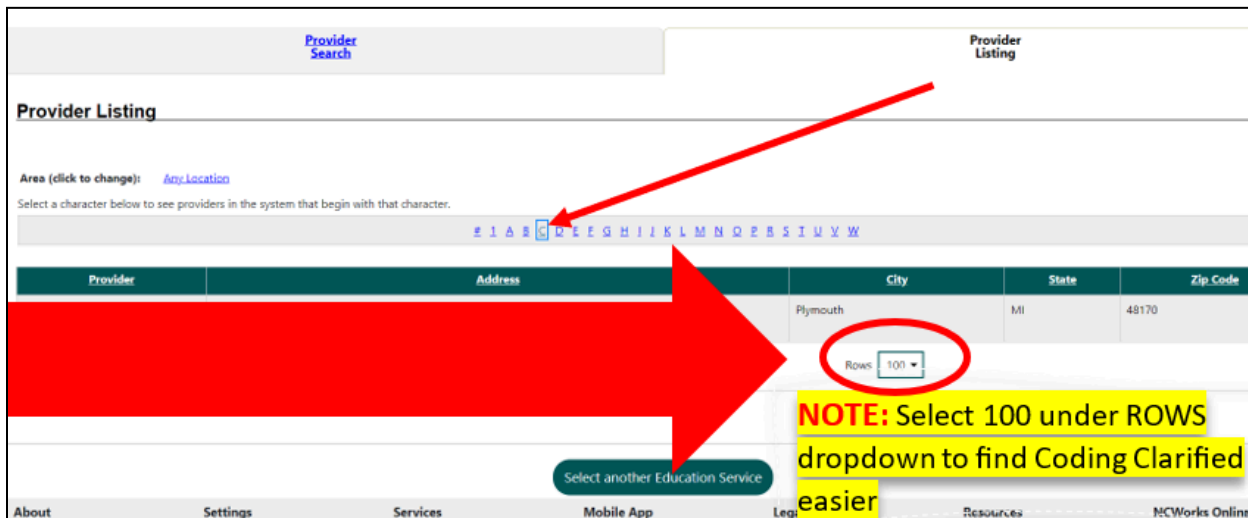 Provider
Search
Provider
Listing
Provider Listing
Area (click to change): Any Location
Select a character below to see providers in the system that begin with that character.
# 1 A B C D E F G H I J K L M N O P R S T U V W
Provider Address City State Zip Code
Plymouth MI 48170
Rows 100
NOTE: Select 100 under ROWS
dropdown to find Coding Clarified
easier
Select another Education Service
About Settings Services Mobile App Resources NCWorks Online